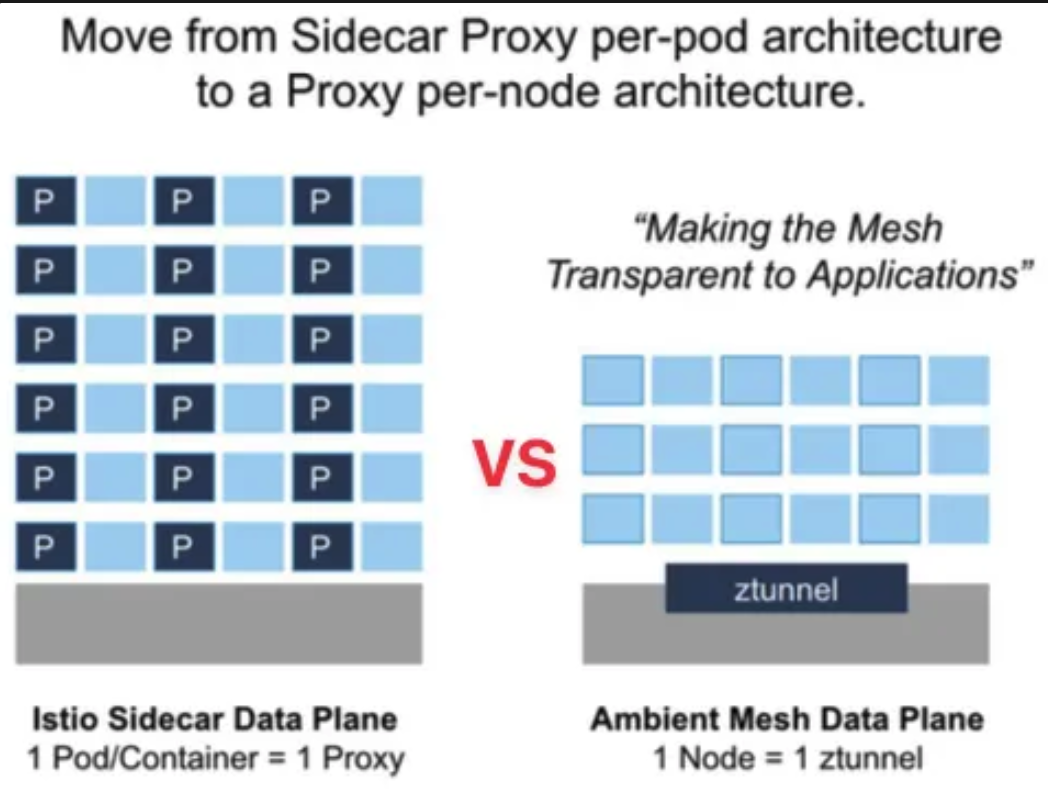 Move from Sidecar Proxy per-pod architecture
to a Proxy per-node architecture.
P P P
P P P
P P P
P P P
P P P
P P P
“Making the Mesh
Transparent to Applications”
VS
ztunnel
Istio Sidecar Data Plane
1 Pod/Container = 1 Proxy
Ambient Mesh Data Plane
1 Node = 1 ztunnel